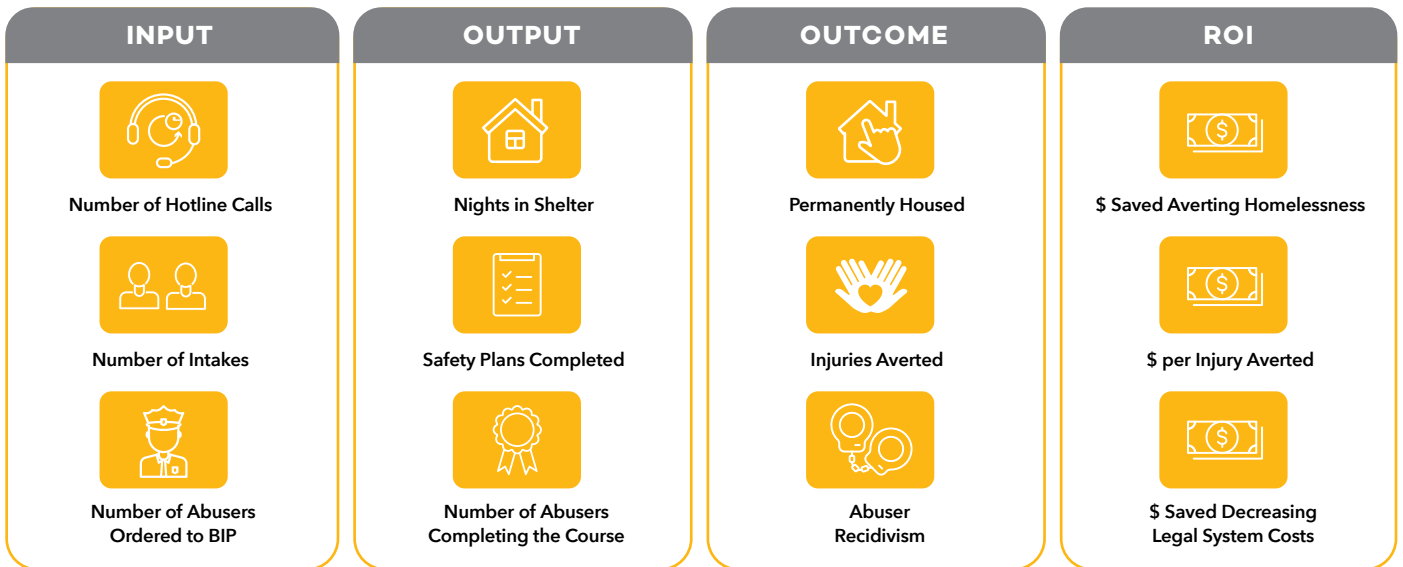 INPUT
Number of Hotline Calls
Number of Intakes
Number of Abusers
Ordered to BIP
OUTPUT
Nights in Shelter
Safety Plans Completed
Number of Abusers
Completing the Course
OUTCOME
Permanently Housed
Injuries Averted
Abuser
Recidivism
ROI
$
$ Saved Averting Homelessness
$
$ per Injury Averted
$
$ Saved Decreasing
Legal System Costs